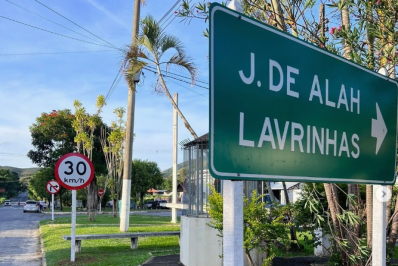 J. DE ALAH
LAVRINHAS
30
km/h